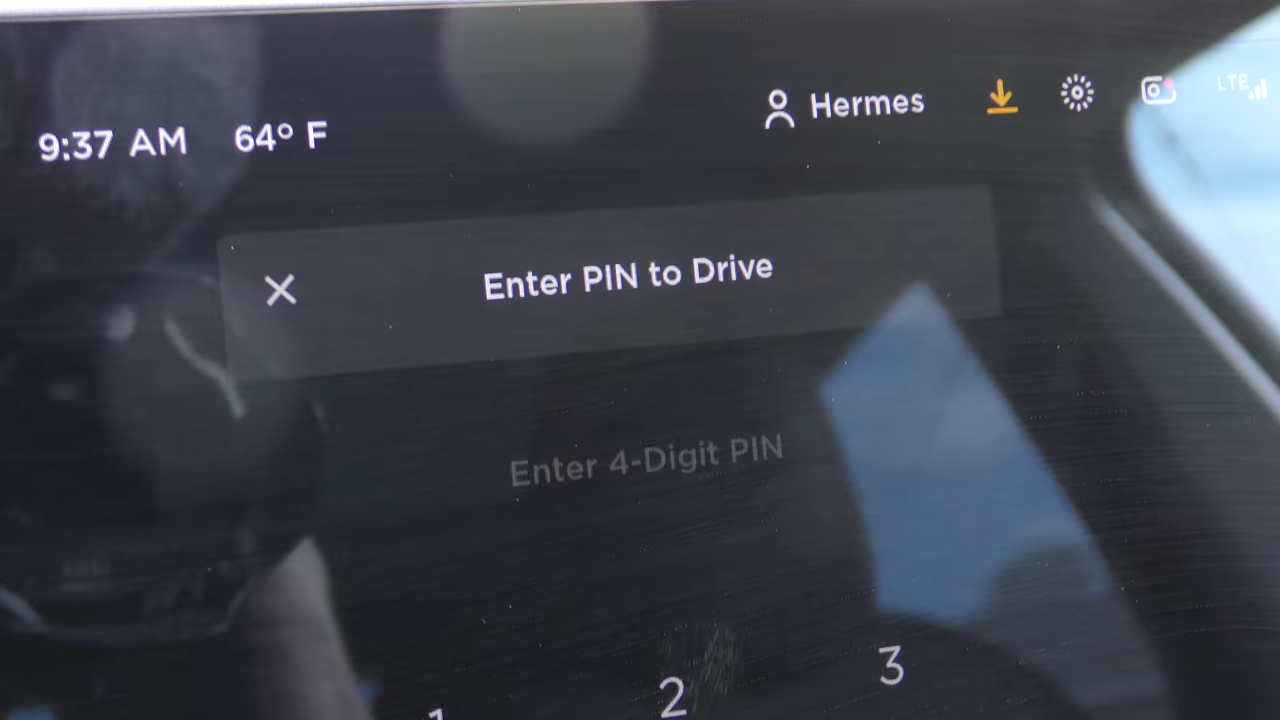 9:37 AM 64° F Hermes LTE
Enter PIN to Drive
Enter 4-Digit PIN
1 2 3